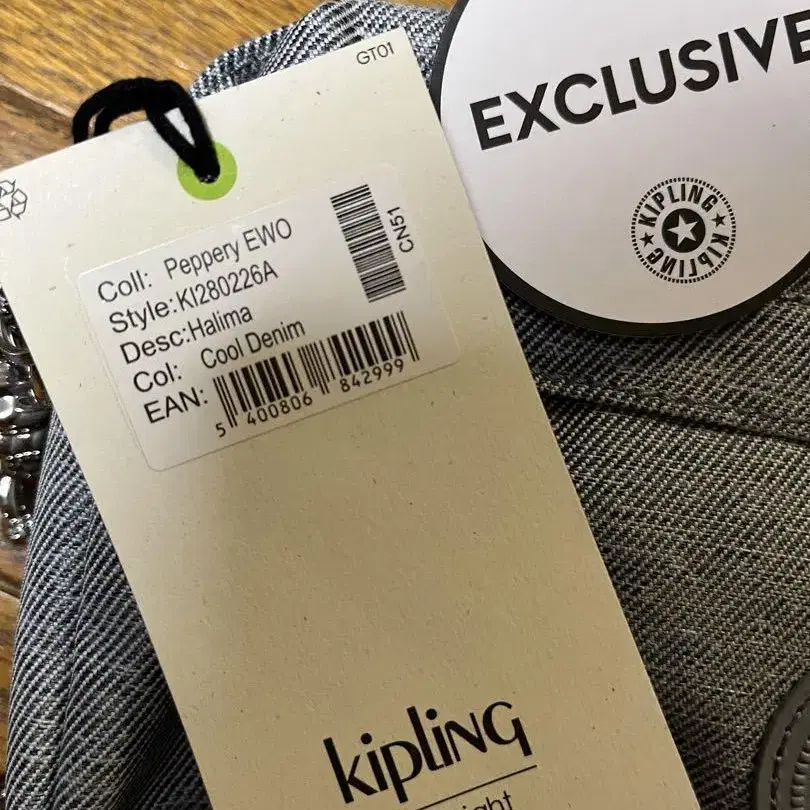 GT01
EXCLUSIVE
KIPLING
KIPLING
Coll: Peppery EWO
Style:KI280226A
Desc:Halima
Col: Cool Denim
EAN:
5 400806 842999
CN51
kipling